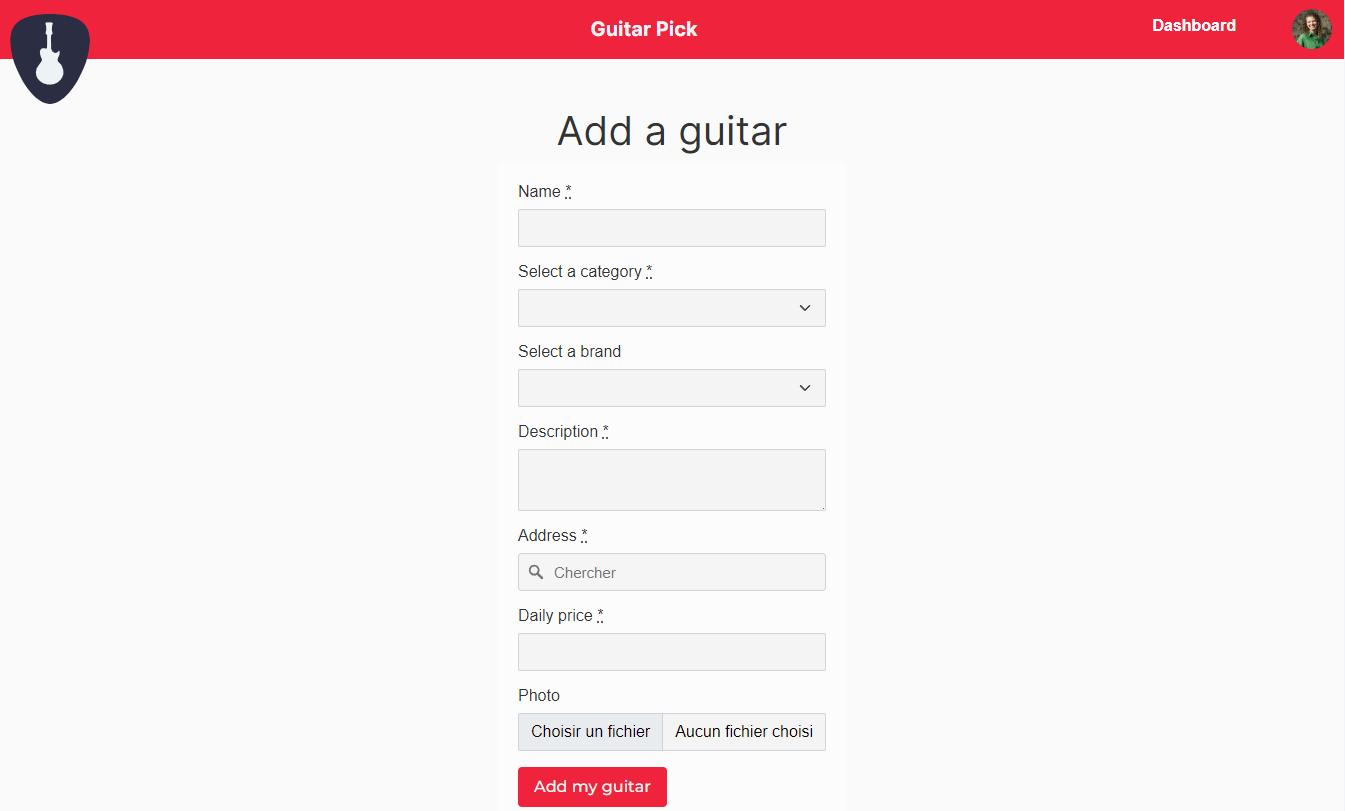 Guitar Pick
Dashboard
Add a guitar
Name *
Select a category *
Select a brand
Description *
Address *
Chercher
Daily price *
Photo
Choisir un fichier Aucun fichier choisi
Add my guitar